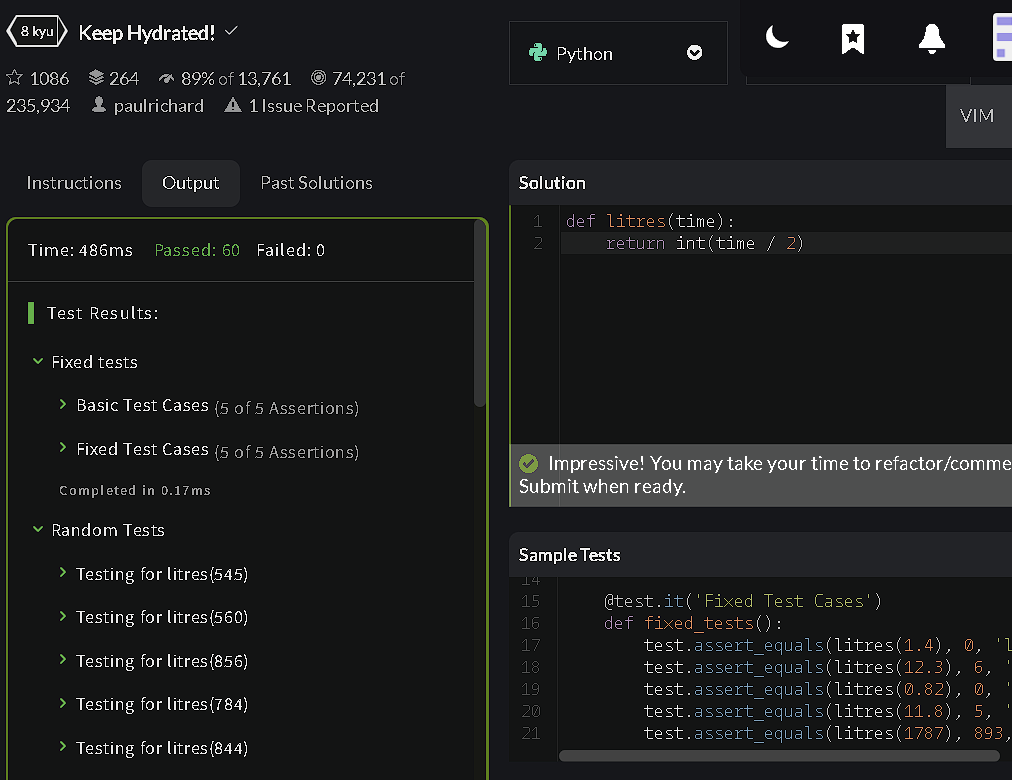 8 kyu Keep Hydrated!
1086 264 89% of 13,761 74,231 of
235,934 paulrichard 1 Issue Reported
Python
VIM
Instructions Output Past Solutions
Time: 486ms Passed: 60 Failed: 0
Test Results:
Fixed tests
Basic Test Cases (5 of 5 Assertions)
Fixed Test Cases (5 of 5 Assertions)
Completed in 0.17ms
Random Tests
Testing for litres(545)
Testing for litres(560)
Testing for litres(856)
Testing for litres(784)
Testing for litres(844)
Solution
1 def litres(time):
2 return int(time / 2)
Impressive! You may take your time to refactor/comme
Submit when ready.
Sample Tests
14
15 @test.it('Fixed Test Cases')
16 def fixed_tests():
17 test.assert_equals(litres(1.4), 0, 'l
18 test.assert_equals(litres(12.3), 6, '
19 test.assert_equals(litres(0.82), 0, '
20 test.assert_equals(litres(11.8), 5, '
21 test.assert_equals(litres(1787), 893,